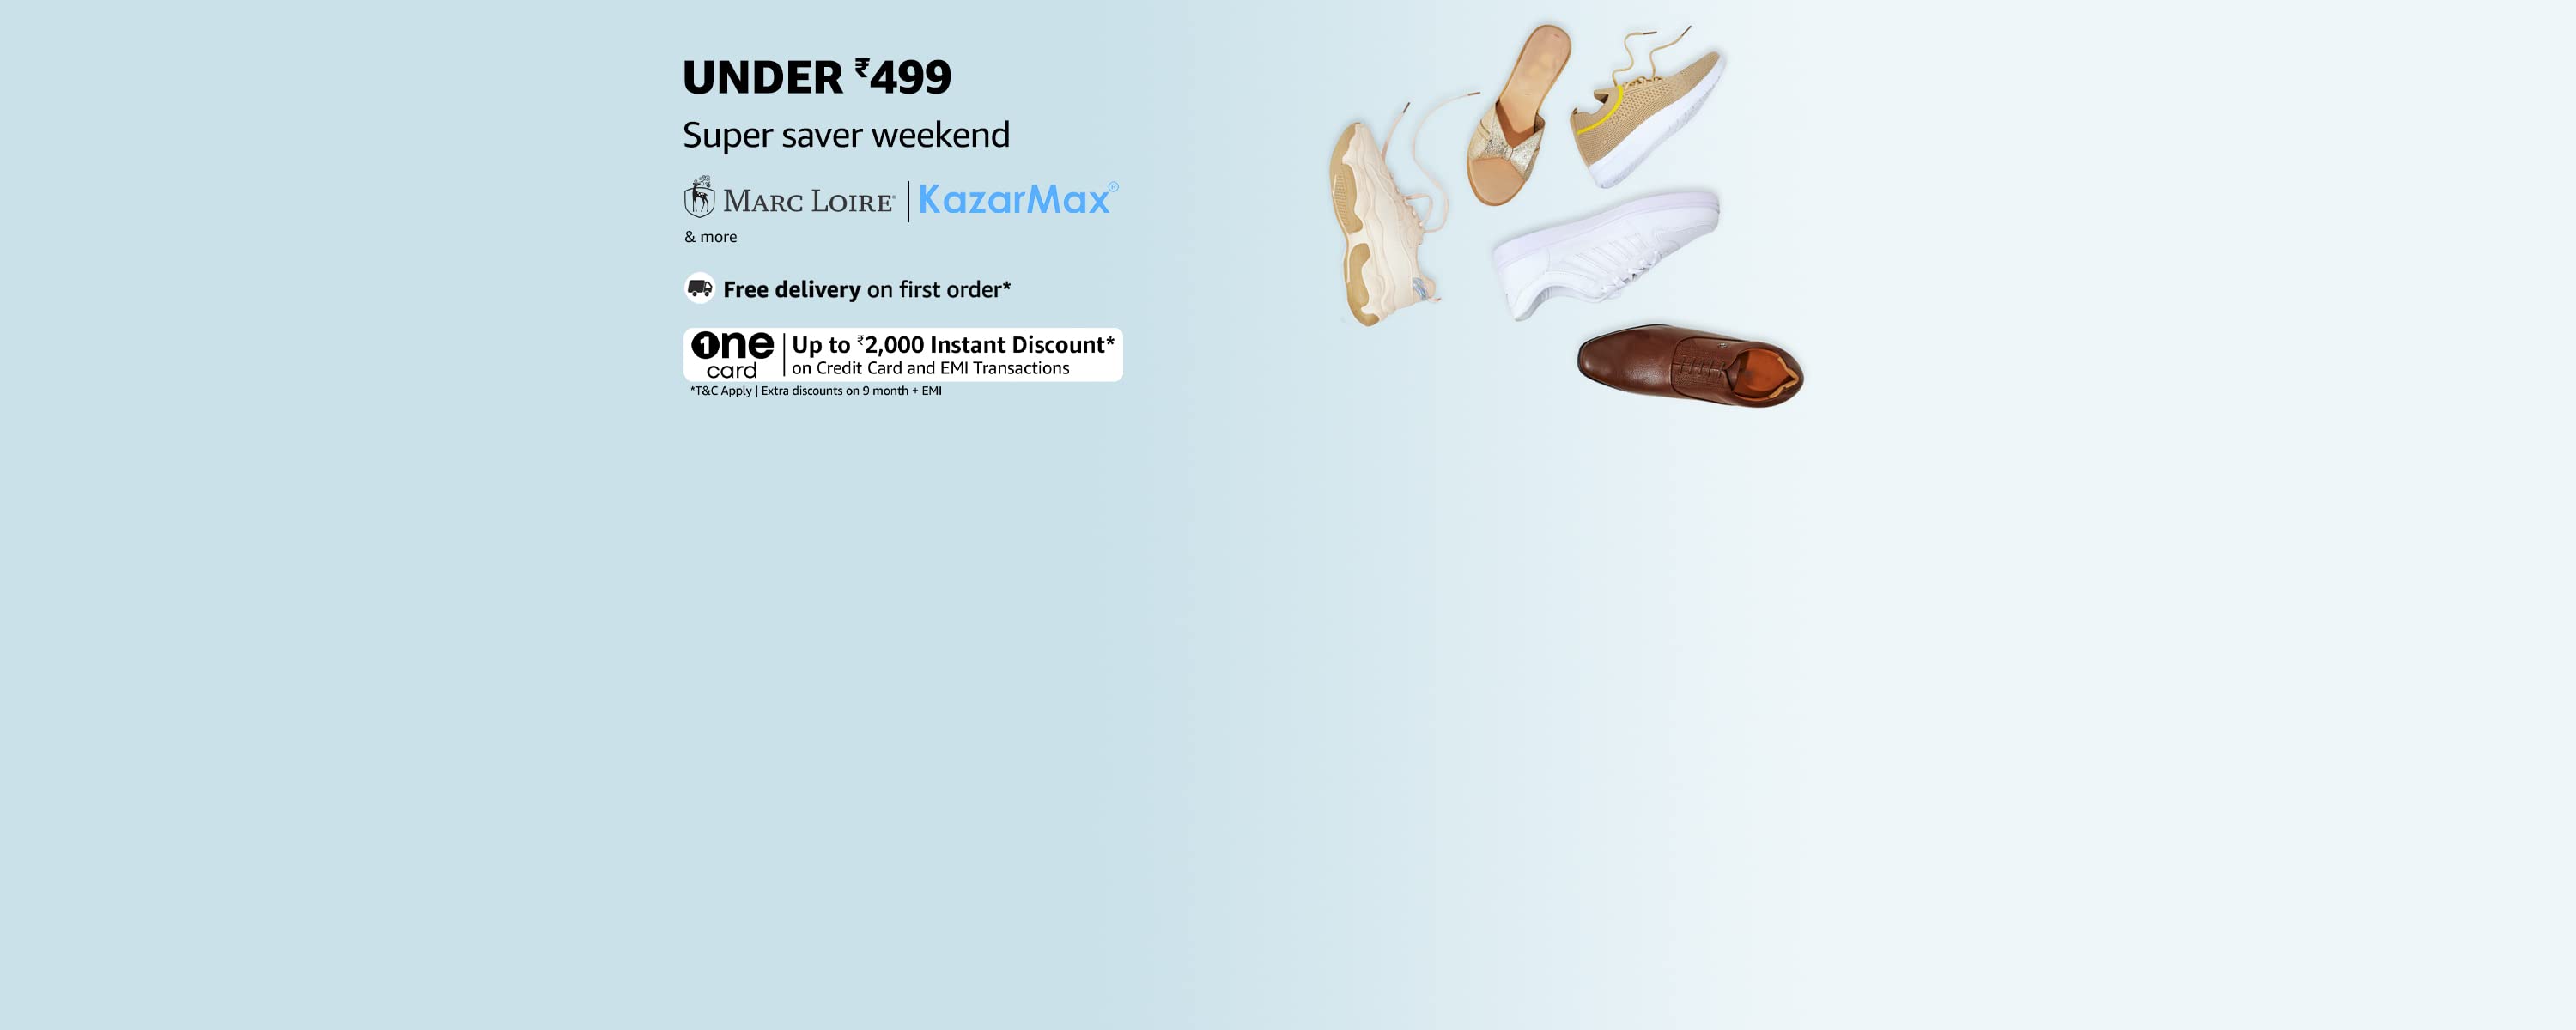 UNDER ₹499
Super saver weekend
MARC LOIRE® | KazarMax®
& more
Free delivery on first order*
1
one card
Up to ₹2,000 Instant Discount*
on Credit Card and EMI Transactions
*T&C Apply | Extra discounts on 9 month + EMI